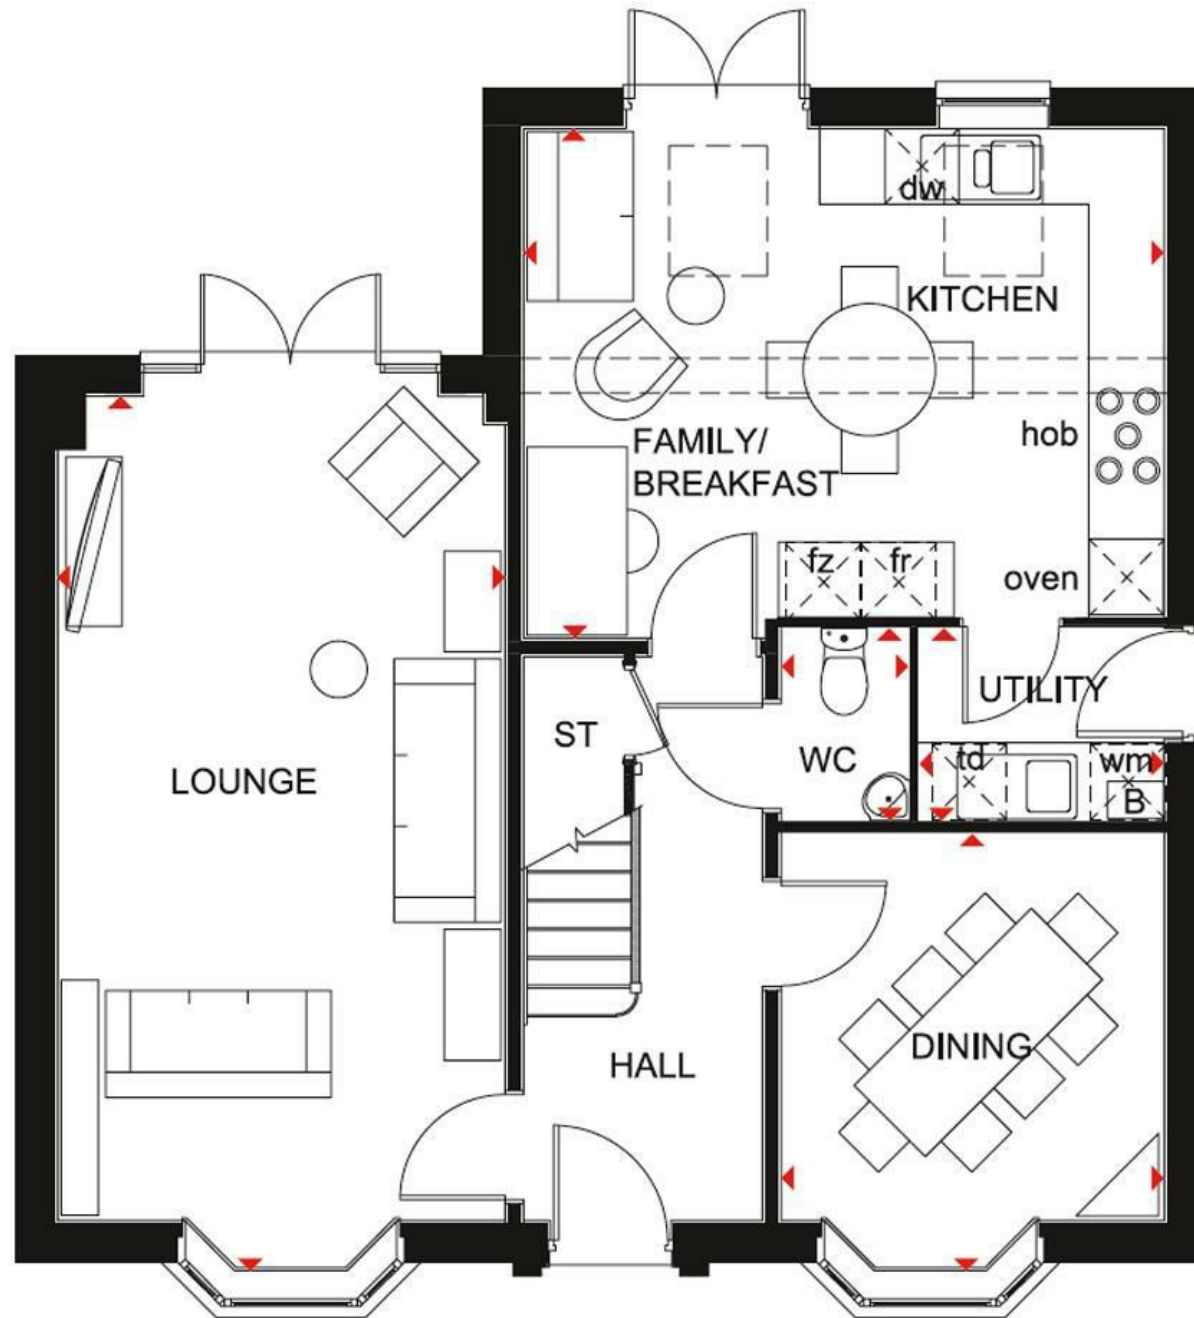 dw
KITCHEN
hob
FAMILY/
BREAKFAST
fz
fr
oven
UTILITY
ST
WC
td
wm
B
LOUNGE
DINING
HALL